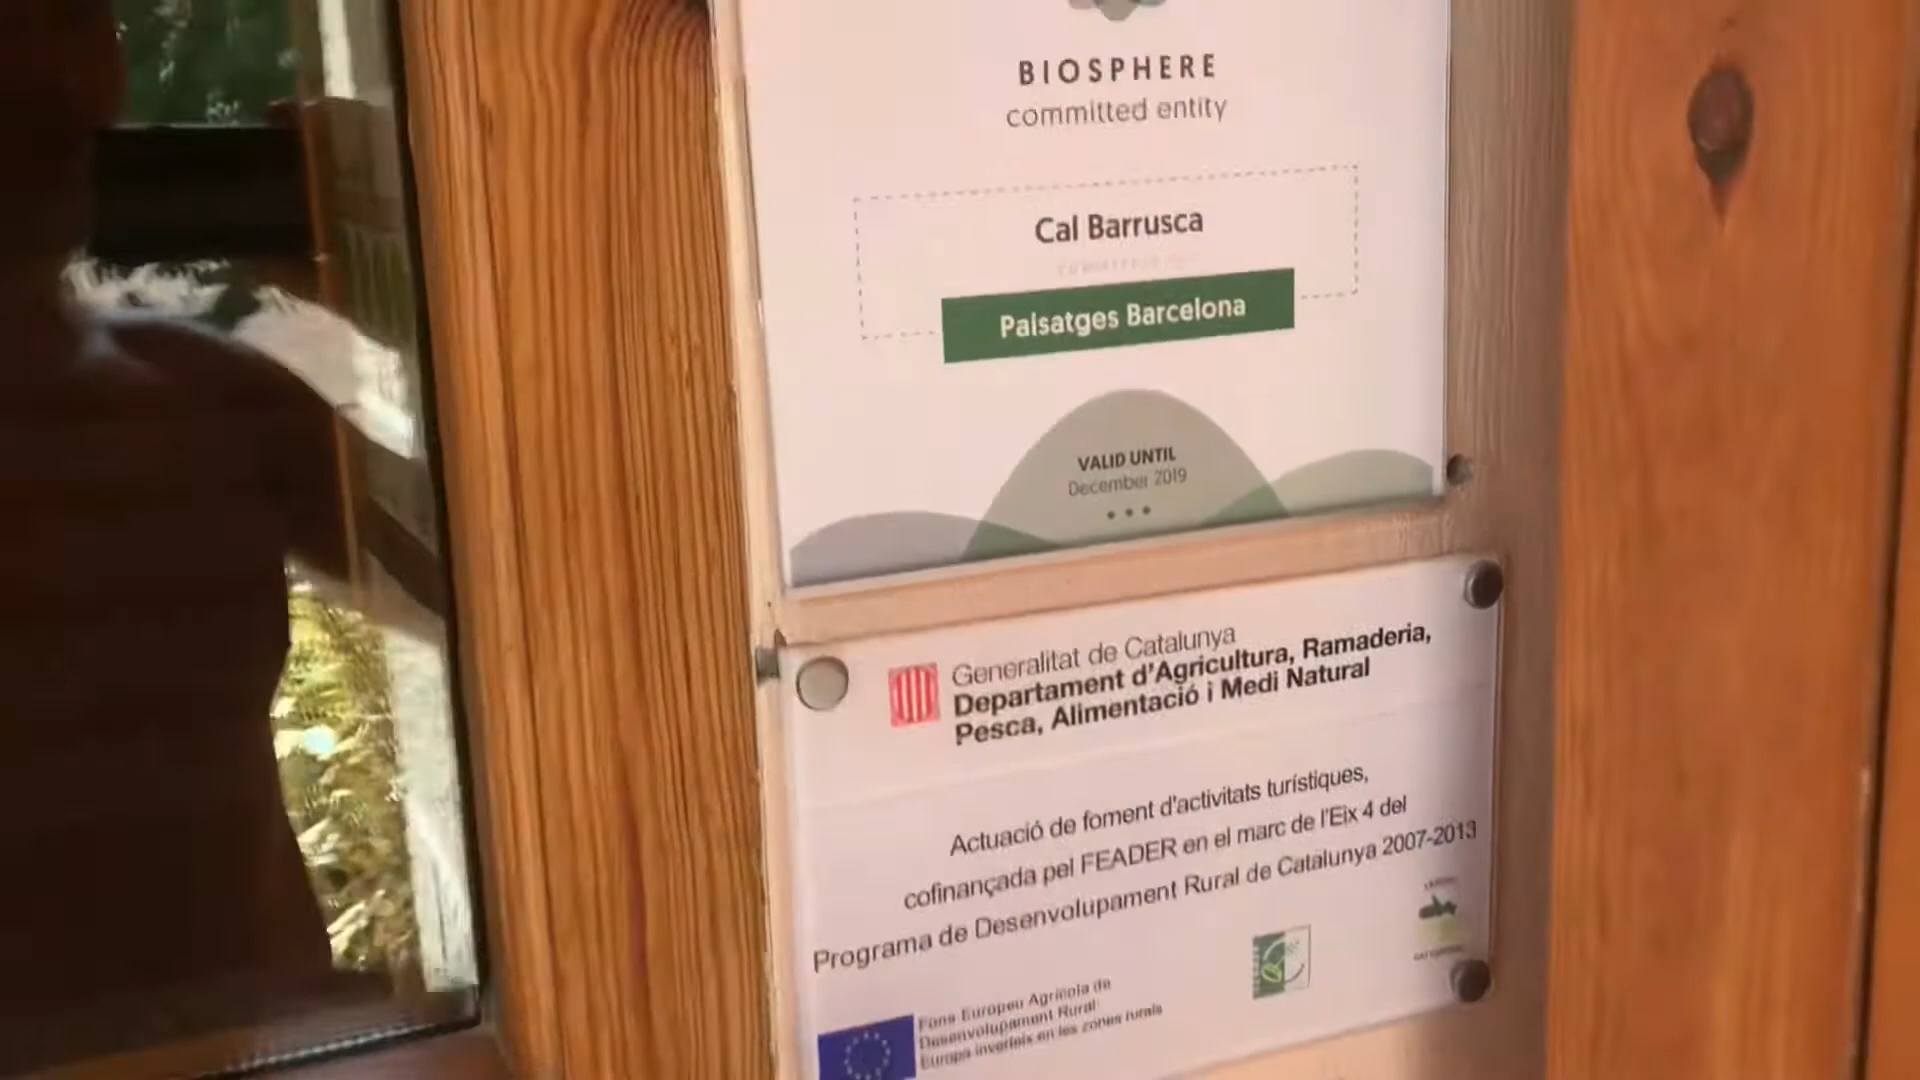 BIOSPHERE
committed entity
Cal Barrusca
Paisatges Barcelona
VALID UNTIL
December 2019
Generalitat de Catalunya
Departament d'Agricultura, Ramaderia,
Pesca, Alimentació i Medi Natural
Actuació de foment d'activitats turístiques,
cofinançada pel FEADER en el marc de l'Eix 4 del
Programa de Desenvolupament Rural de Catalunya 2007-2013
Fons Europeu Agrícola de
Desenvolupament Rural:
Europa inverteix en les zones rurals